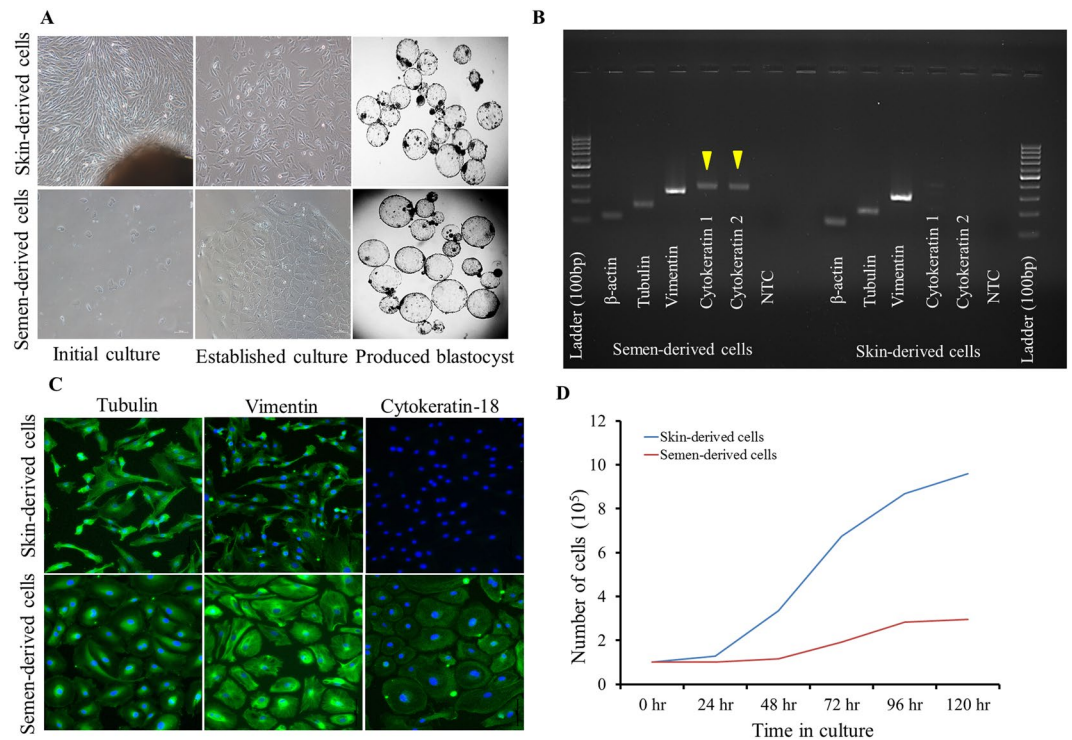 A
Skin-derived cells
Semen-derived cells
Initial culture
Established culture
Produced blastocyst
B
Ladder (100bp)
β-actin
Tubulin
Vimentin
Cytokeratin 1
Cytokeratin 2
NTC
β-actin
Tubulin
Vimentin
Cytokeratin 1
Cytokeratin 2
NTC
Ladder (100bp)
Semen-derived cells
Skin-derived cells
C
Tubulin
Vimentin
Cytokeratin-18
Skin-derived cells
Semen-derived cells
D
Number of cells (10⁵)
12
10
8
6
4
2
0
Skin-derived cells
Semen-derived cells
0 hr
24 hr
48 hr
72 hr
96 hr
120 hr
Time in culture